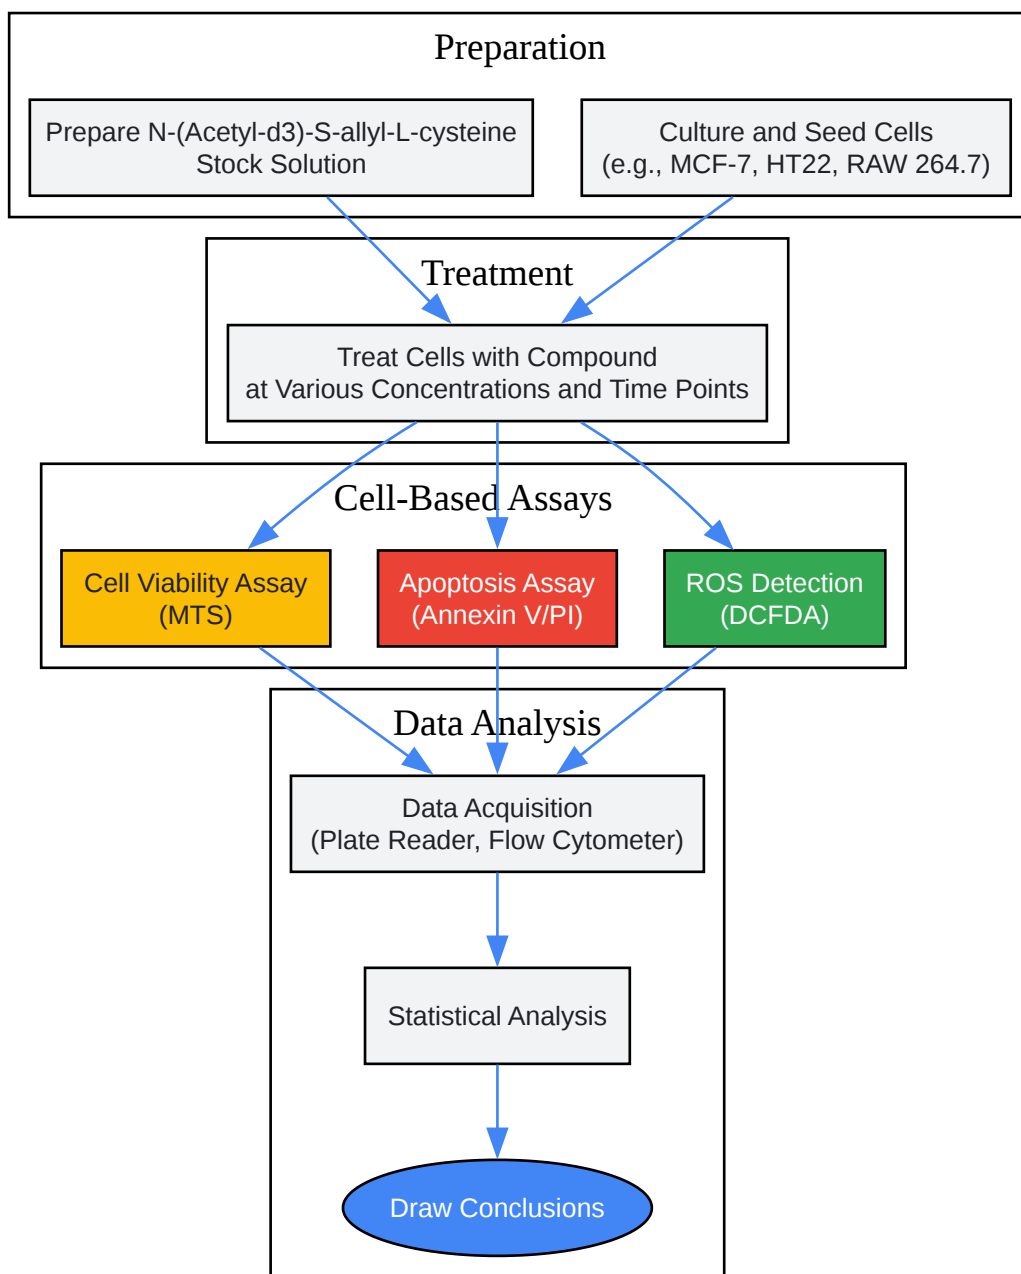 Preparation
Prepare N-(Acetyl-d3)-S-allyl-L-cysteine
Stock Solution
Culture and Seed Cells
(e.g., MCF-7, HT22, RAW 264.7)
Treatment
Treat Cells with Compound
at Various Concentrations and Time Points
Cell-Based Assays
Cell Viability Assay
(MTS)
Apoptosis Assay
(Annexin V/PI)
ROS Detection
(DCFDA)
Data Analysis
Data Acquisition
(Plate Reader, Flow Cytometer)
Statistical Analysis
Draw Conclusions